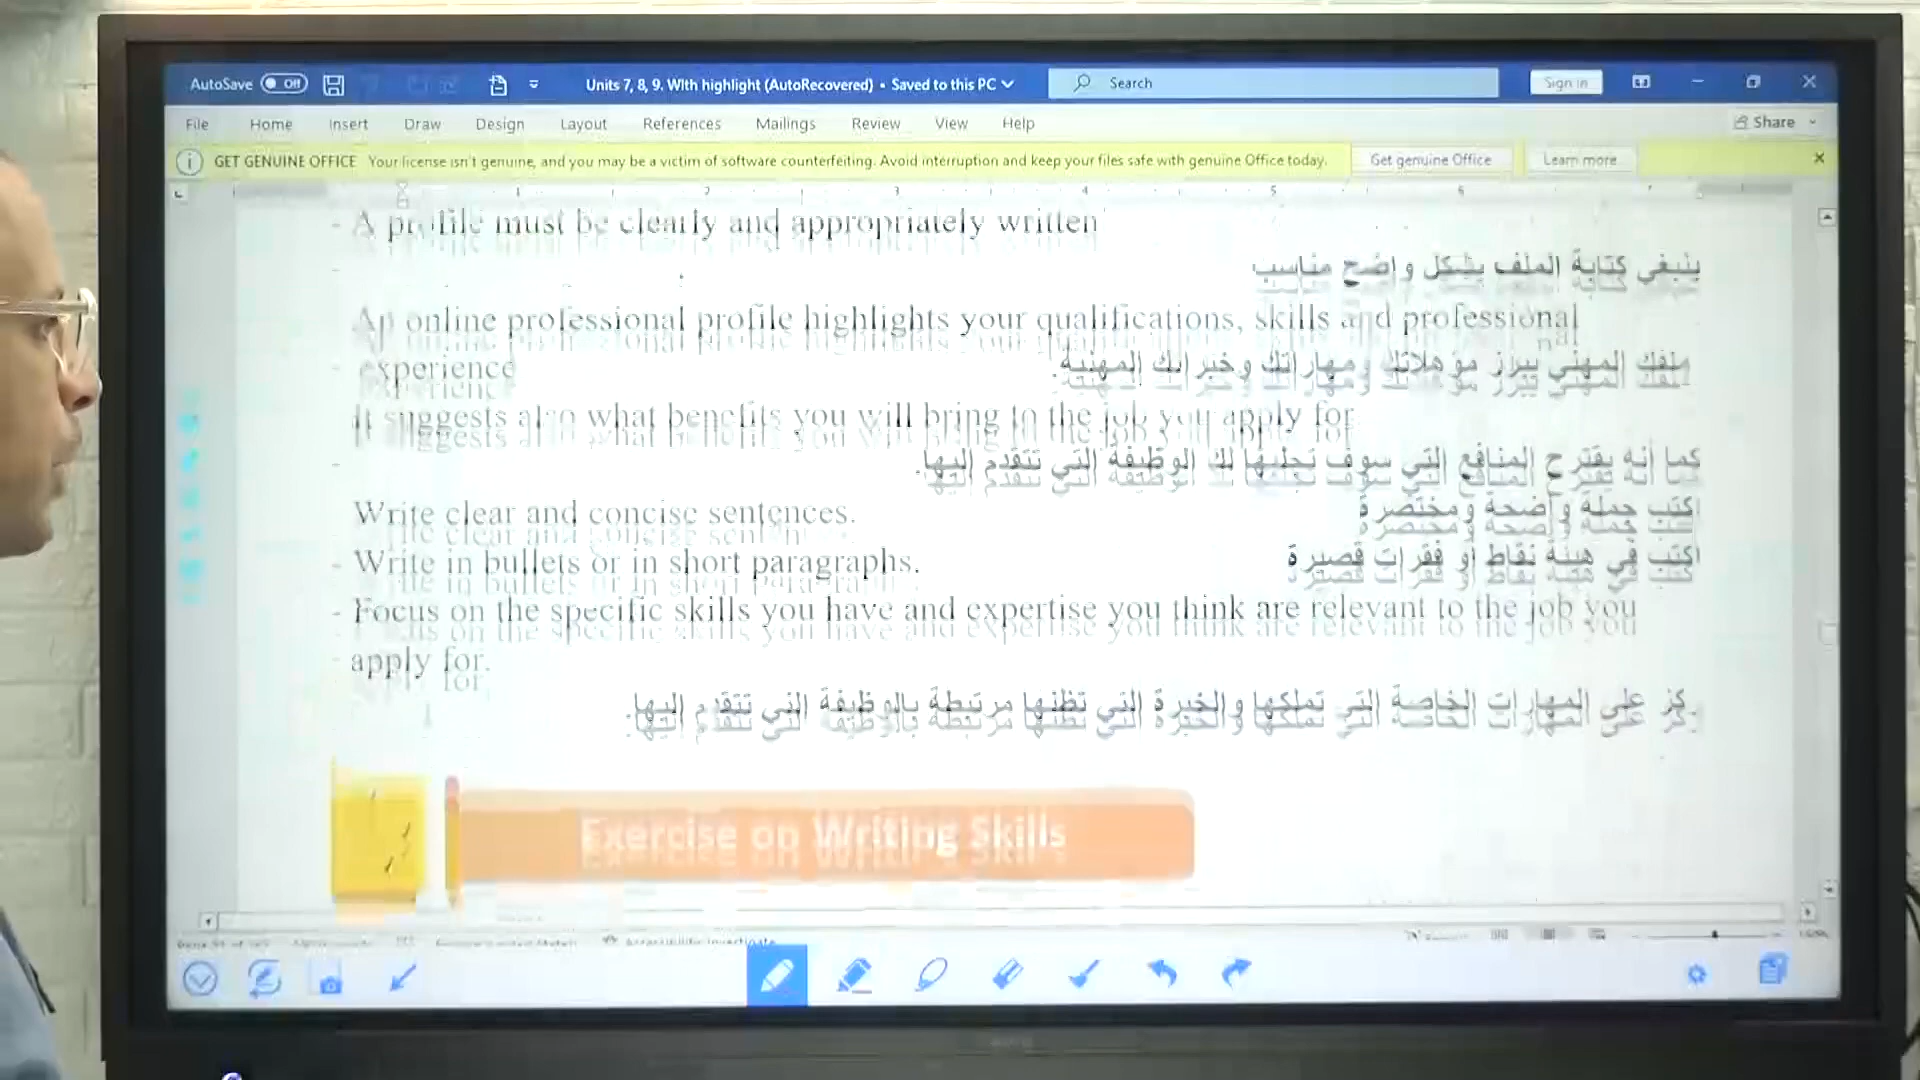 AutoSave Off Units 7, 8, 9. WIth highlight (AutoRecovered) • Saved to this PC Search Sign in
File Home Insert Draw Design Layout References Mailings Review View Help Share
GET GENUINE OFFICE Your license isn't genuine, and you may be a victim of software counterfeiting. Avoid interruption and keep your files safe with genuine Office today. Get genuine Office Learn more
1 2 3 4 5 6
- A profile must be clearly and appropriately written
ينبغي كتابة الملف بشكل واضح مناسب
An online professional profile highlights your qualifications, skills and professional
- experience ملفك المهني يبرز مؤهلاتك ومهاراتك وخبراتك المهنية.
It suggests also what benefits you will bring to the job you apply for
كما أنه يقترح المنافع التي سوف تجلبها لك الوظيفة التي تتقدم إليها.
Write clear and concise sentences. اكتب جملة واضحة ومختصرة
- Write in bullets or in short paragraphs. اكتب في هيئة نقاط أو فقرات قصيرة
- Focus on the specific skills you have and expertise you think are relevant to the job you
apply for.
ركز على المهارات الخاصة التي تملكها والخبرة التي تظنها مرتبطة بالوظيفة التي تتقدم إليها.
Exercise on Writing Skills